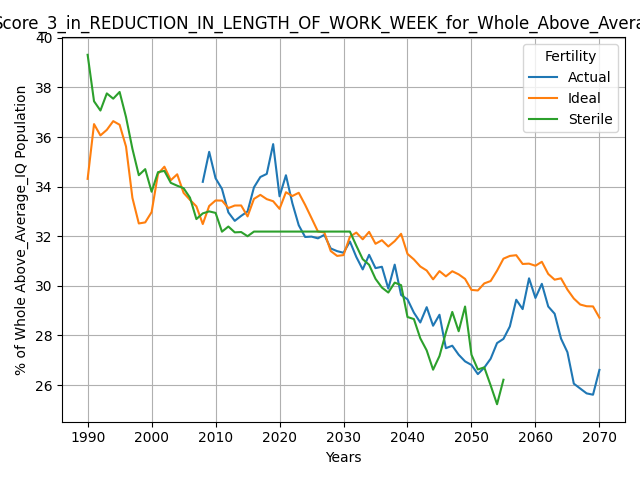 Score_3_in_REDUCTION_IN_LENGTH_OF_WORK_WEEK_for_Whole_Above_Avera
Fertility
Actual
Ideal
Sterile
% of Whole Above_Average_IQ Population
40
38
36
34
32
30
28
26
1990 2000 2010 2020 2030 2040 2050 2060 2070
Years